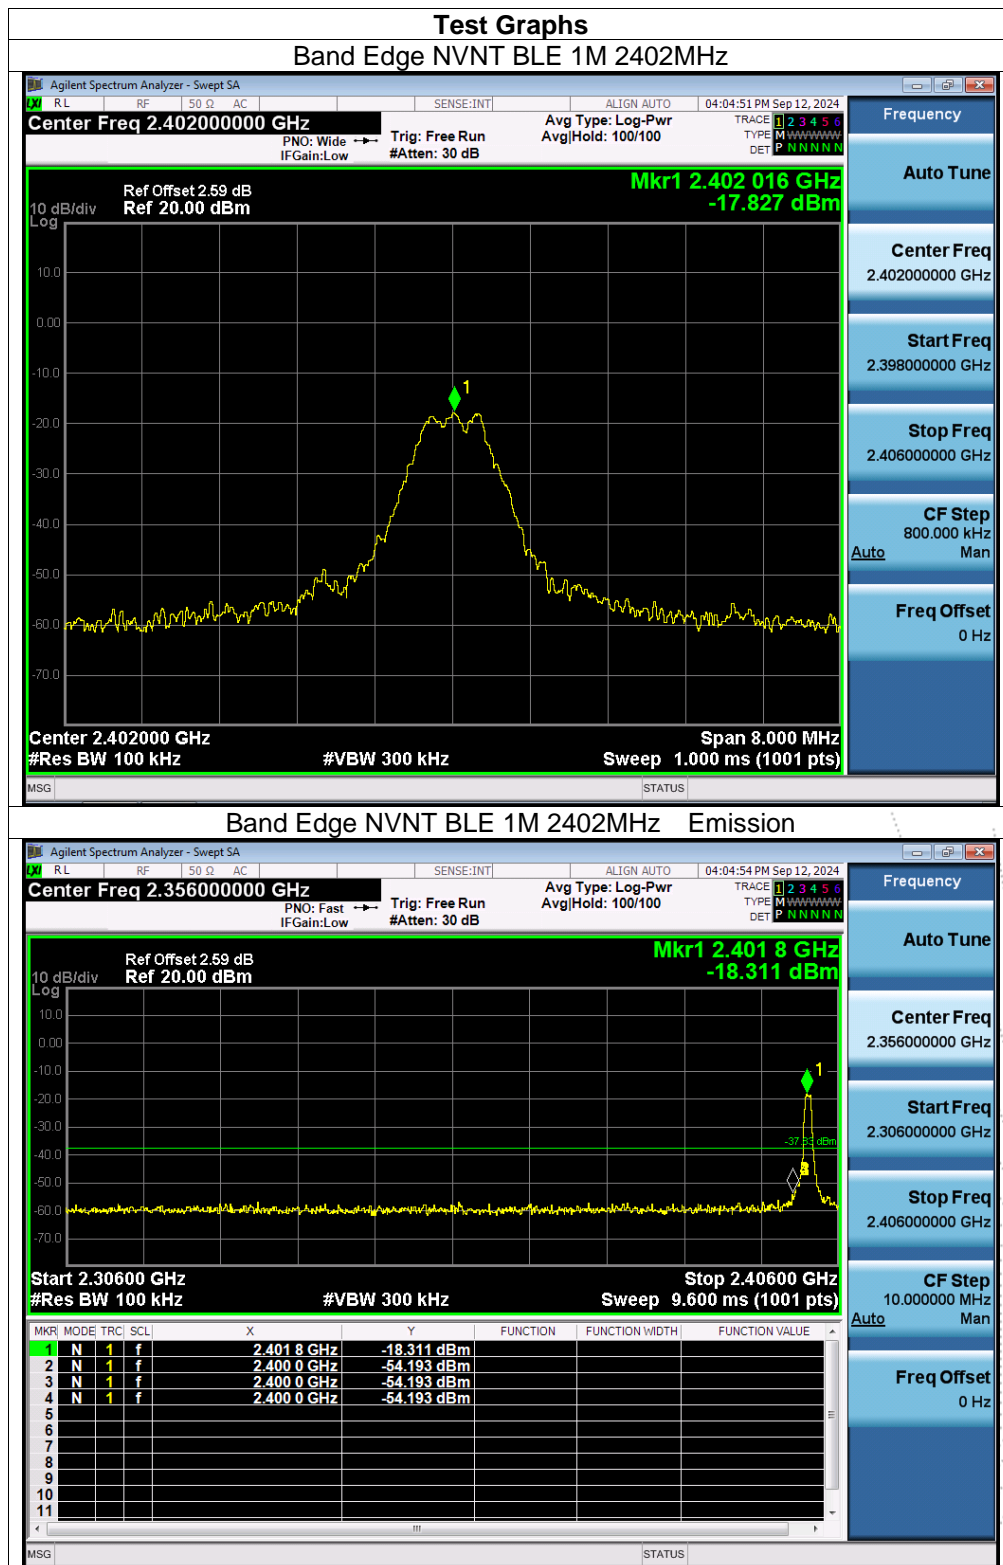 Test Graphs
Band Edge NVNT BLE 1M 2402MHz
Agilent Spectrum Analyzer - Swept SA
LXI RL RF 50 Ω AC SENSE:INT ALIGN AUTO 04:04:51 PM Sep 12, 2024
Center Freq 2.402000000 GHz
PNO: Wide
IFGain:Low
Trig: Free Run
#Atten: 30 dB
Avg Type: Log-Pwr
Avg|Hold: 100/100
TRACE 1 2 3 4 5 6
TYPE M WWWWW
DET P N N N N N
Frequency
Auto Tune
Center Freq
2.402000000 GHz
Start Freq
2.398000000 GHz
Stop Freq
2.406000000 GHz
CF Step
800.000 kHz
Auto Man
Freq Offset
0 Hz
Mkr1 2.402 016 GHz
-17.827 dBm
Ref Offset 2.59 dB
10 dB/div Ref 20.00 dBm
Log
10.0
0.00
-10.0
1
-20.0
-30.0
-40.0
-50.0
-60.0
-70.0
Center 2.402000 GHz Span 8.000 MHz
#Res BW 100 kHz #VBW 300 kHz Sweep 1.000 ms (1001 pts)
MSG STATUS
Band Edge NVNT BLE 1M 2402MHz Emission
Agilent Spectrum Analyzer - Swept SA
LXI RL RF 50 Ω AC SENSE:INT ALIGN AUTO 04:04:54 PM Sep 12, 2024
Center Freq 2.356000000 GHz
PNO: Fast
IFGain:Low
Trig: Free Run
#Atten: 30 dB
Avg Type: Log-Pwr
Avg|Hold: 100/100
TRACE 1 2 3 4 5 6
TYPE M WWWWW
DET P N N N N N
Frequency
Auto Tune
Center Freq
2.356000000 GHz
Start Freq
2.306000000 GHz
Stop Freq
2.406000000 GHz
CF Step
10.000000 MHz
Auto Man
Freq Offset
0 Hz
Mkr1 2.401 8 GHz
-18.311 dBm
Ref Offset 2.59 dB
10 dB/div Ref 20.00 dBm
Log
10.0
0.00
-10.0
1
-20.0
-30.0
-37.83 dBm
-40.0
-50.0
-60.0
-70.0
Start 2.30600 GHz Stop 2.40600 GHz
#Res BW 100 kHz #VBW 300 kHz Sweep 9.600 ms (1001 pts)
MKR MODE TRC SCL X Y FUNCTION FUNCTION WIDTH FUNCTION VALUE
1 N 1 f 2.401 8 GHz -18.311 dBm
2 N 1 f 2.400 0 GHz -54.193 dBm
3 N 1 f 2.400 0 GHz -54.193 dBm
4 N 1 f 2.400 0 GHz -54.193 dBm
5
6
7
8
9
10
11
MSG STATUS